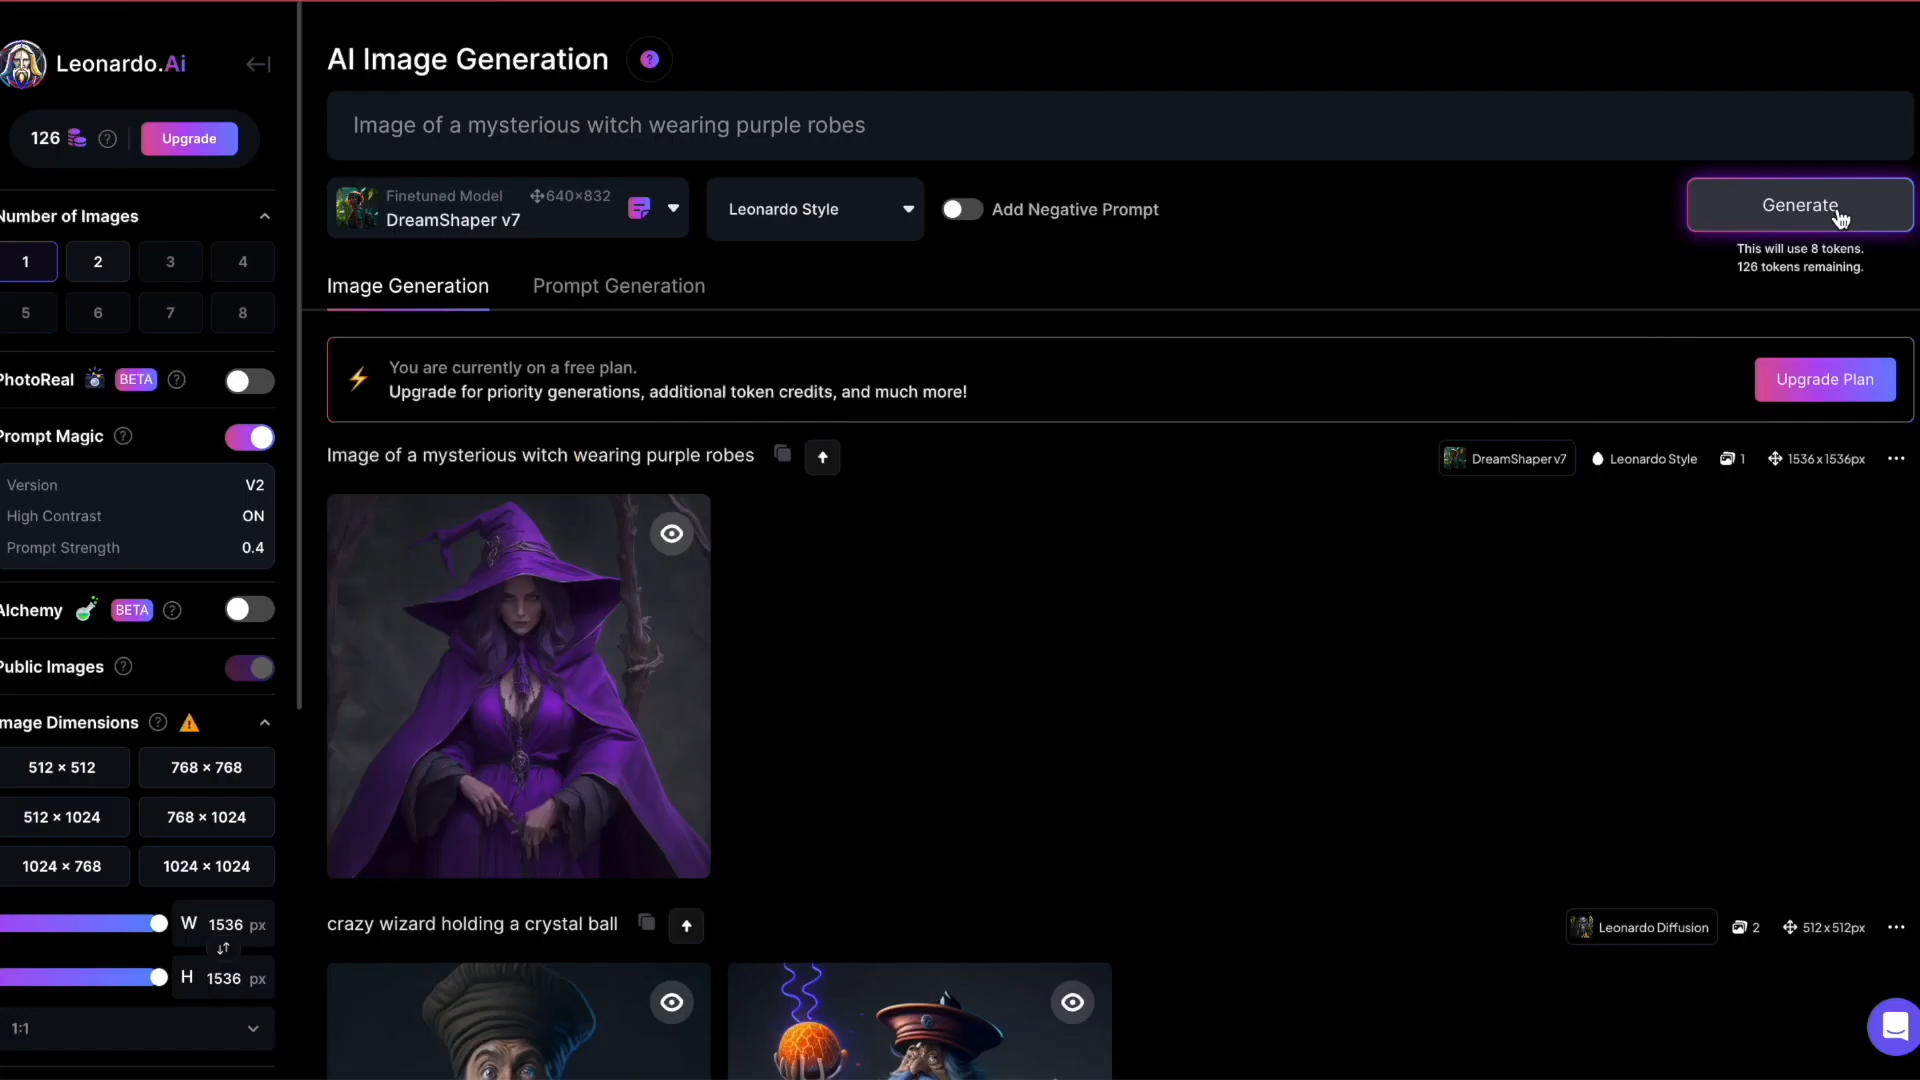 Leonardo.Ai
126
Upgrade
Number of Images
1
2
3
4
5
6
7
8
PhotoReal
BETA
Prompt Magic
Version
V2
High Contrast
ON
Prompt Strength
0.4
Alchemy
BETA
Public Images
Image Dimensions
512 × 512
768 × 768
512 × 1024
768 × 1024
1024 × 768
1024 × 1024
W 1536 px
H 1536 px
1:1
AI Image Generation
Image of a mysterious witch wearing purple robes
Finetuned Model
640×832
DreamShaper v7
Leonardo Style
Add Negative Prompt
Generate
This will use 8 tokens.
126 tokens remaining.
Image Generation
Prompt Generation
You are currently on a free plan.
Upgrade for priority generations, additional token credits, and much more!
Upgrade Plan
Image of a mysterious witch wearing purple robes
DreamShaper v7
Leonardo Style
1
1536 x 1536px
crazy wizard holding a crystal ball
Leonardo Diffusion
2
512 x 512px